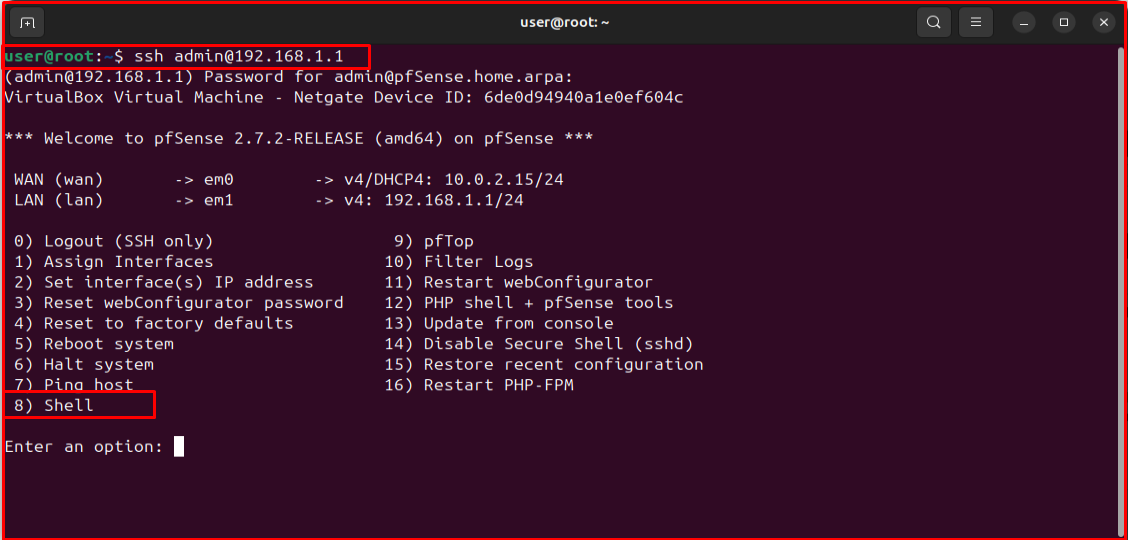 user@root: ~
user@root:~$ ssh admin@192.168.1.1
(admin@192.168.1.1) Password for admin@pfSense.home.arpa:
VirtualBox Virtual Machine - Netgate Device ID: 6de0d94940a1e0ef604c
*** Welcome to pfSense 2.7.2-RELEASE (amd64) on pfSense ***
WAN (wan)       -> em0        -> v4/DHCP4: 10.0.2.15/24
LAN (lan)       -> em1        -> v4: 192.168.1.1/24
0) Logout (SSH only)                  9) pfTop
1) Assign Interfaces                 10) Filter Logs
2) Set interface(s) IP address       11) Restart webConfigurator
3) Reset webConfigurator password    12) PHP shell + pfSense tools
4) Reset to factory defaults         13) Update from console
5) Reboot system                     14) Disable Secure Shell (sshd)
6) Halt system                       15) Restore recent configuration
7) Ping host                         16) Restart PHP-FPM
8) Shell
Enter an option: